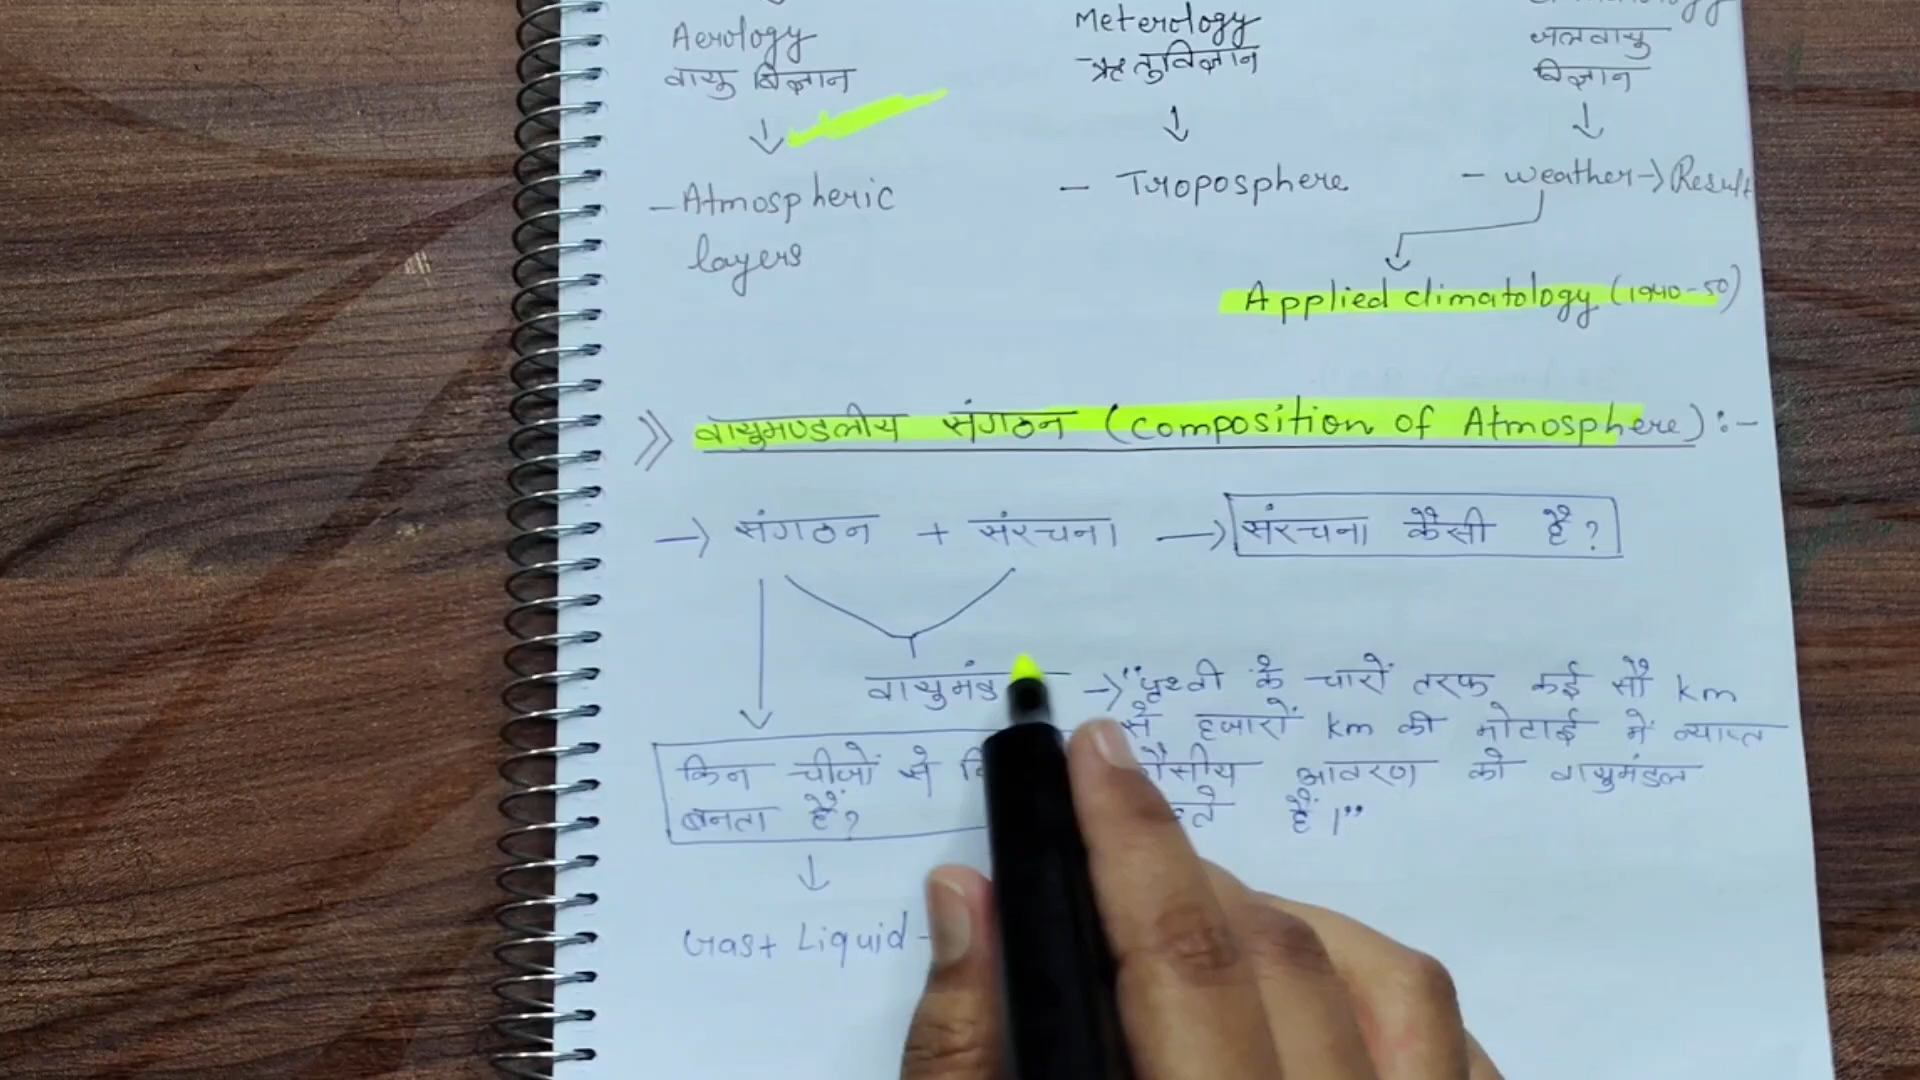 Aerology
वायु विज्ञान
Meterology
ऋतुविज्ञान
जलवायु
विज्ञान
- Atmospheric
layers
- Troposphere
- weather → Result
Applied climatology (1940-50)
वायुमण्डलीय संगठन (composition of Atmosphere) :-
→ संगठन + संरचना → संरचना कैसी है?
वायुमंड → "पृथ्वी के चारों तरफ कई सौ km
से हजारों km की मोटाई में व्याप्त
आवरण को वायुमंडल
हैं।"
किन चीजों से
बनता है?
Gas + Liquid -